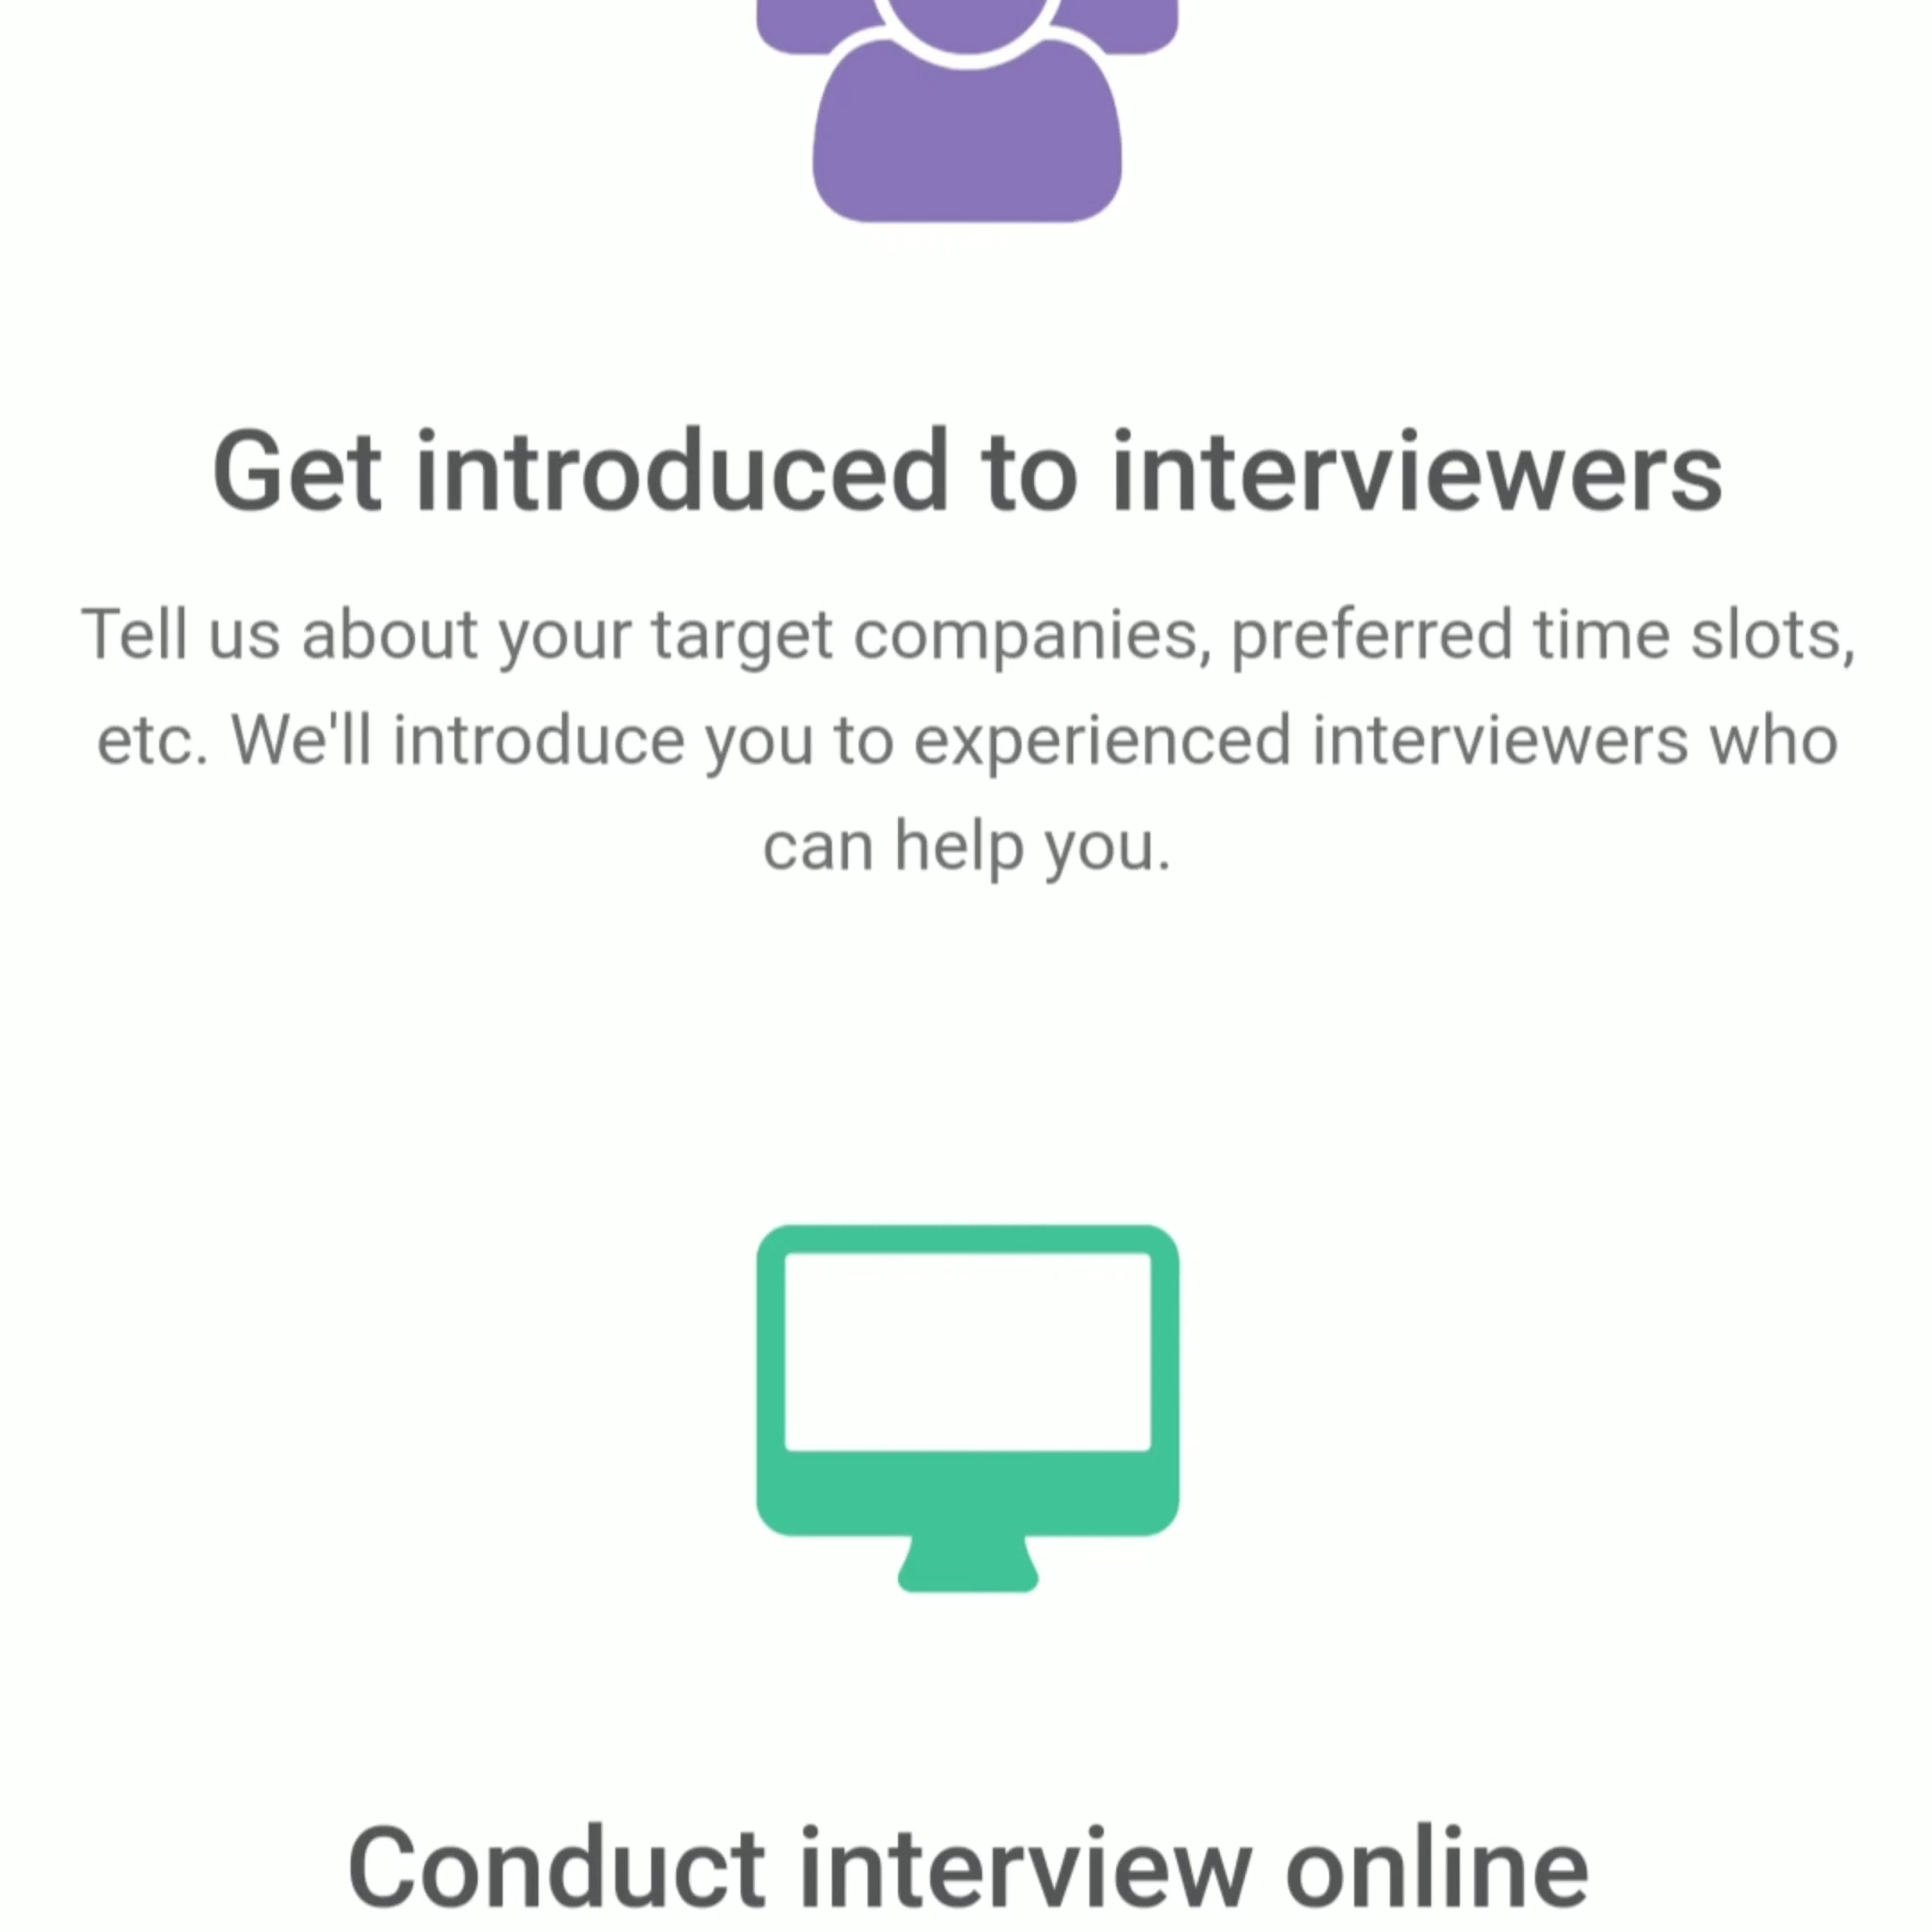 Get introduced to interviewers
Tell us about your target companies, preferred time slots,
etc. We'll introduce you to experienced interviewers who
can help you.
Conduct interview online